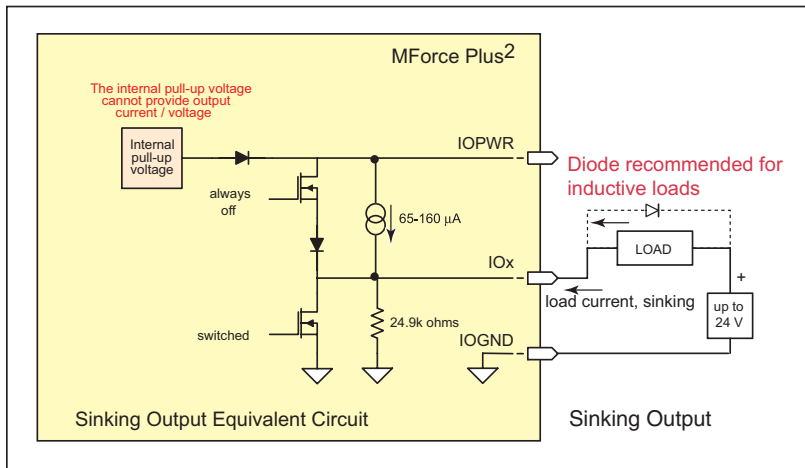 MForce Plus2
The internal pull-up voltage
cannot provide output
current / voltage
Internal
pull-up
voltage
IOPWR
Diode recommended for
inductive loads
always
off
65-160 µA
LOAD
IOx
+
load current, sinking
up to
24 V
switched
24.9k ohms
IOGND
Sinking Output Equivalent Circuit
Sinking Output